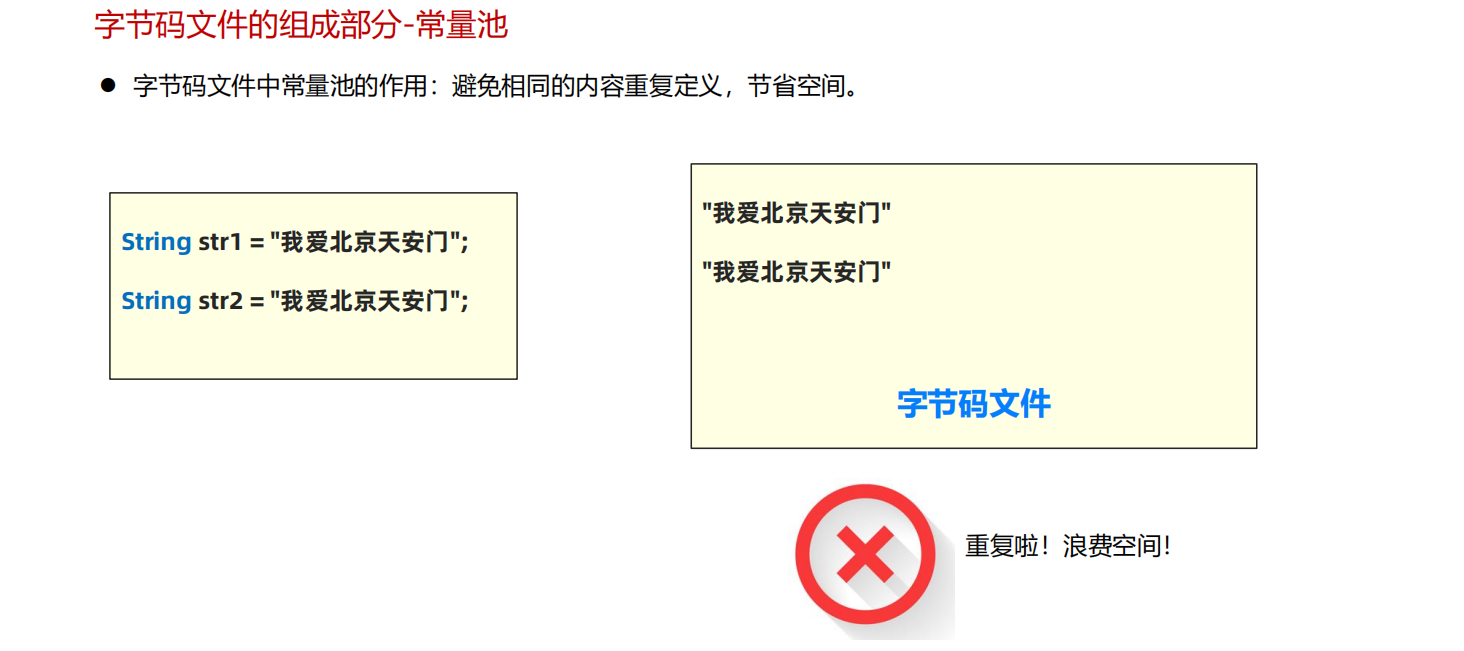 字节码文件的组成部分-常量池
● 字节码文件中常量池的作用：避免相同的内容重复定义，节省空间。
String str1 = "我爱北京天安门";
String str2 = "我爱北京天安门";
"我爱北京天安门"
"我爱北京天安门"
字节码文件
重复啦！浪费空间！